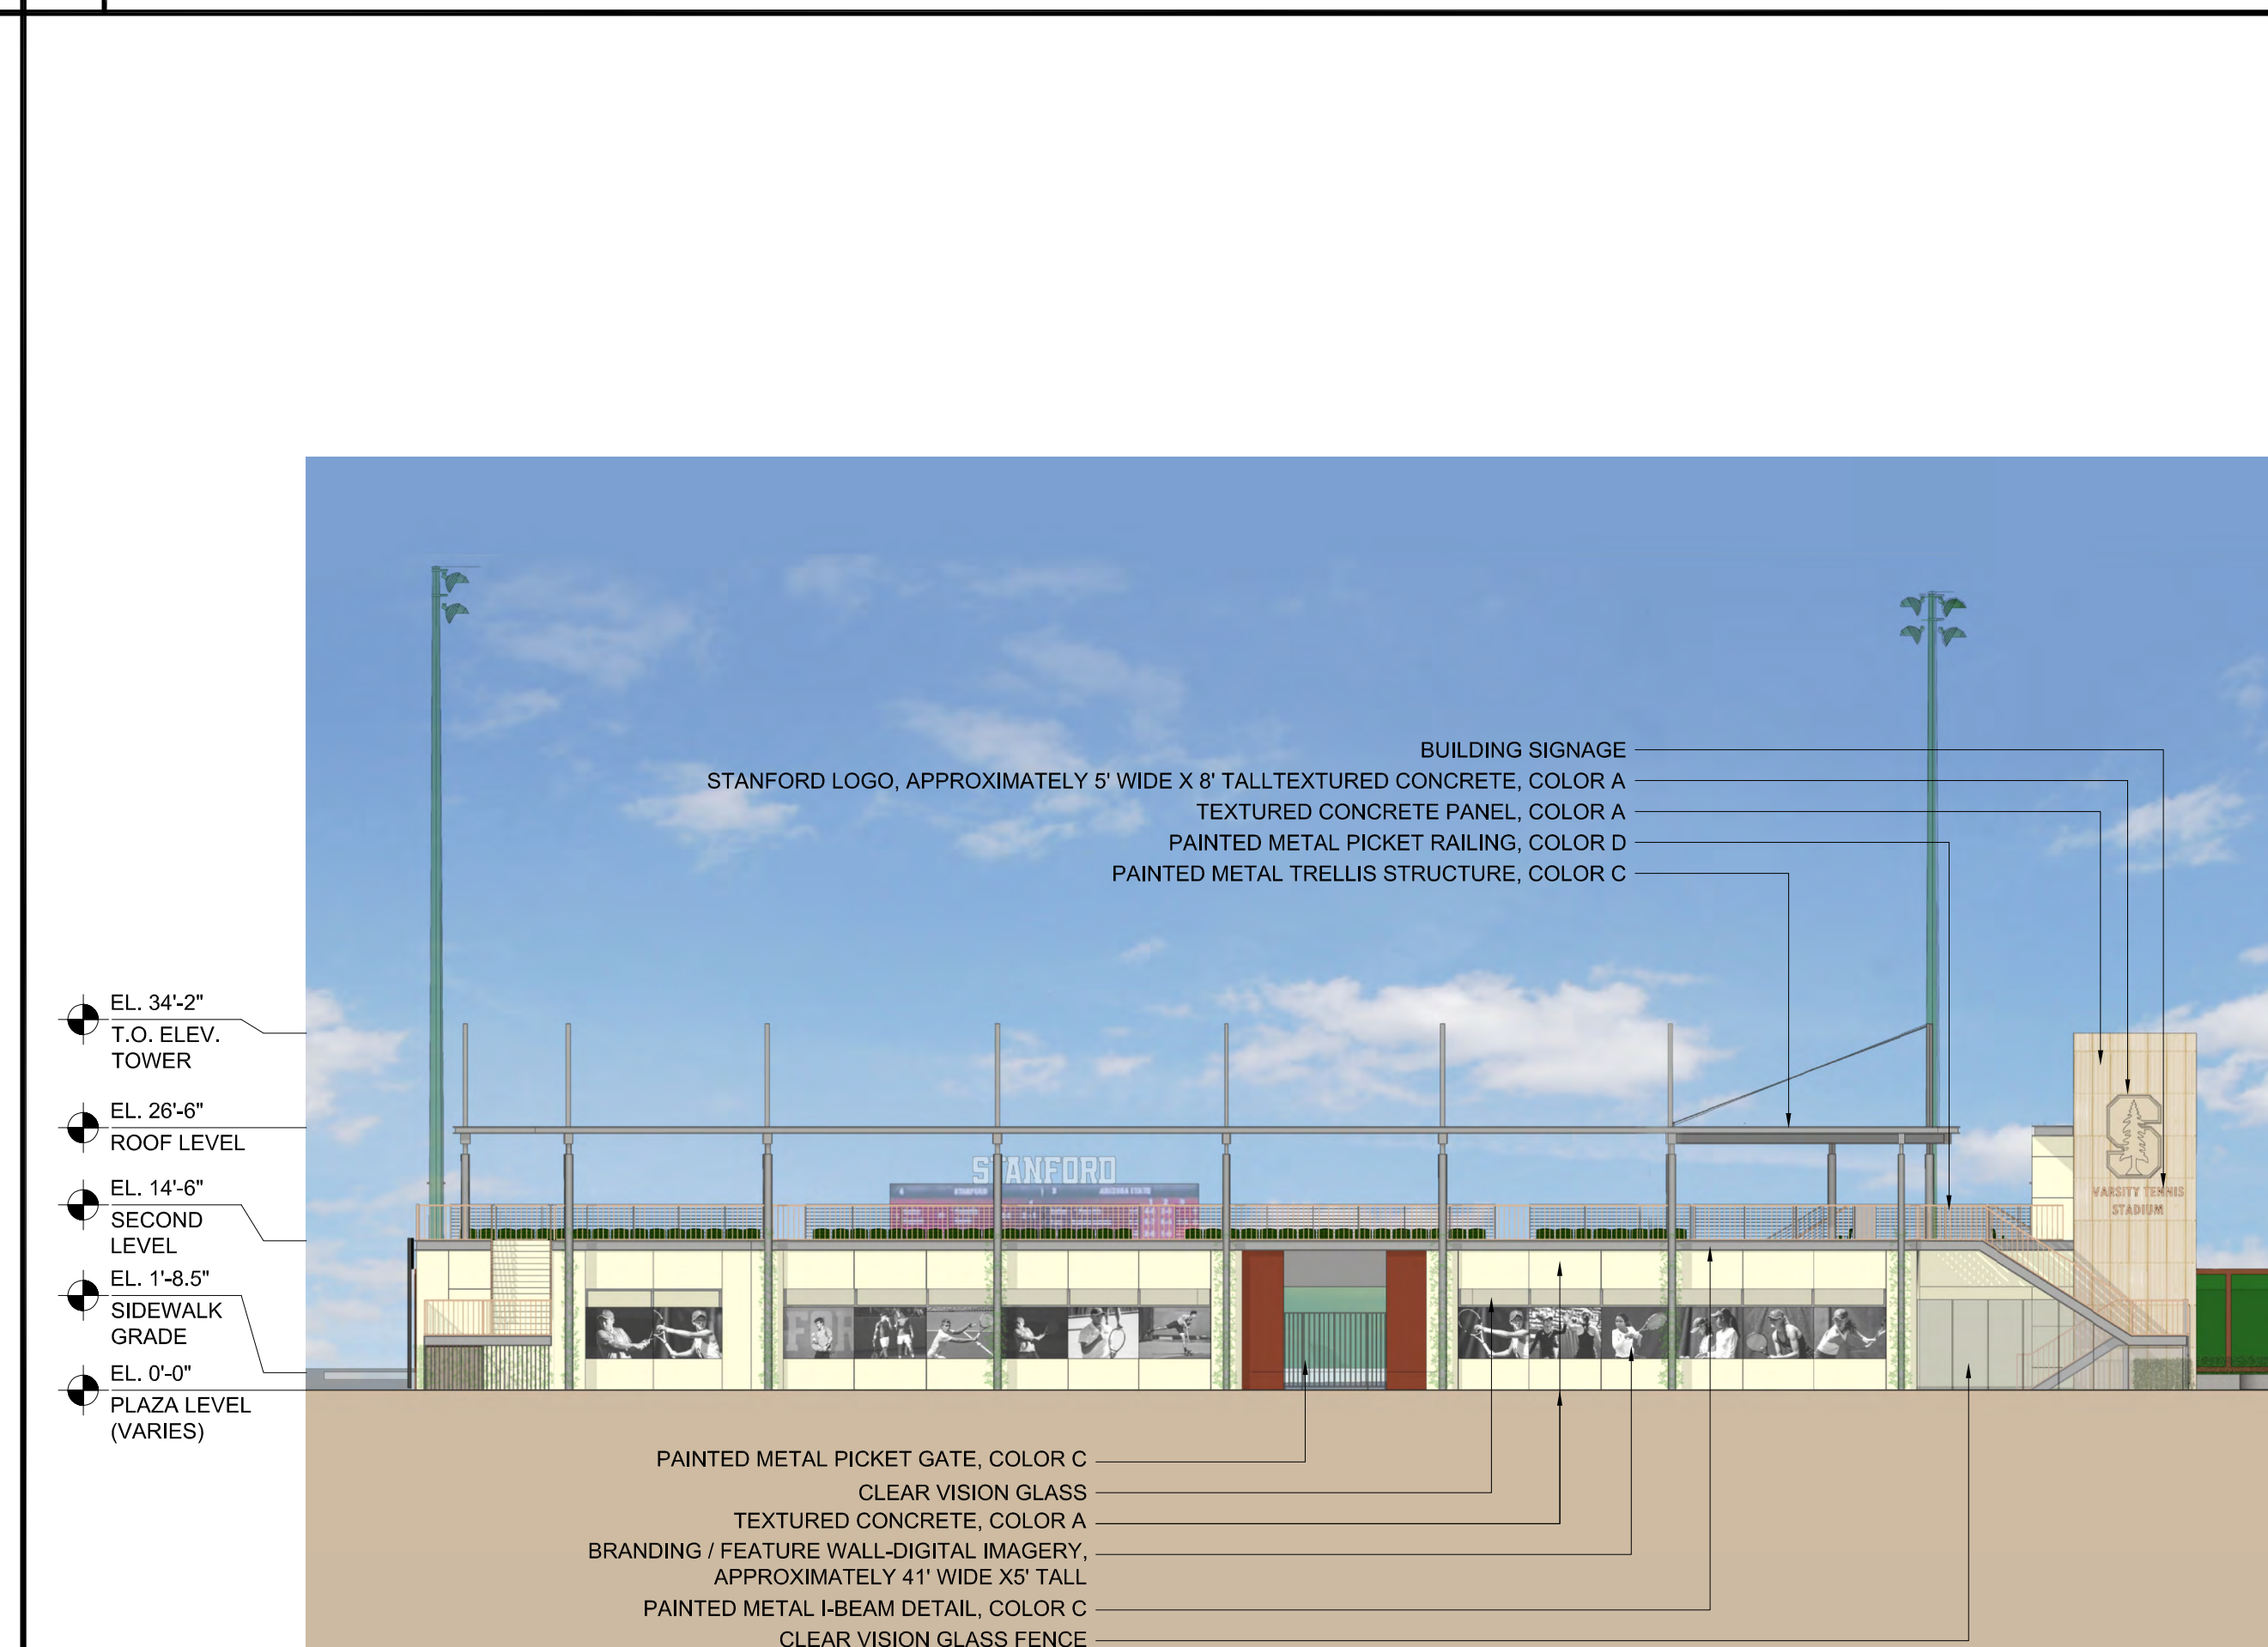 BUILDING SIGNAGE
STANFORD LOGO, APPROXIMATELY 5' WIDE X 8' TALLTEXTURED CONCRETE, COLOR A
TEXTURED CONCRETE PANEL, COLOR A
PAINTED METAL PICKET RAILING, COLOR D
PAINTED METAL TRELLIS STRUCTURE, COLOR C
EL. 34'-2"
T.O. ELEV.
TOWER
EL. 26'-6"
ROOF LEVEL
EL. 14'-6"
SECOND
LEVEL
EL. 1'-8.5"
SIDEWALK
GRADE
EL. 0'-0"
PLAZA LEVEL
(VARIES)
STANFORD
STANFORD
ARIZONA STATE
S
VARSITY TENNIS
STADIUM
PAINTED METAL PICKET GATE, COLOR C
CLEAR VISION GLASS
TEXTURED CONCRETE, COLOR A
BRANDING / FEATURE WALL-DIGITAL IMAGERY,
APPROXIMATELY 41' WIDE X5' TALL
PAINTED METAL I-BEAM DETAIL, COLOR C
CLEAR VISION GLASS FENCE